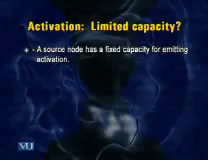 Activation: Limited capacity?
✳ - A source node has a fixed capacity for emitting
activation.
VU